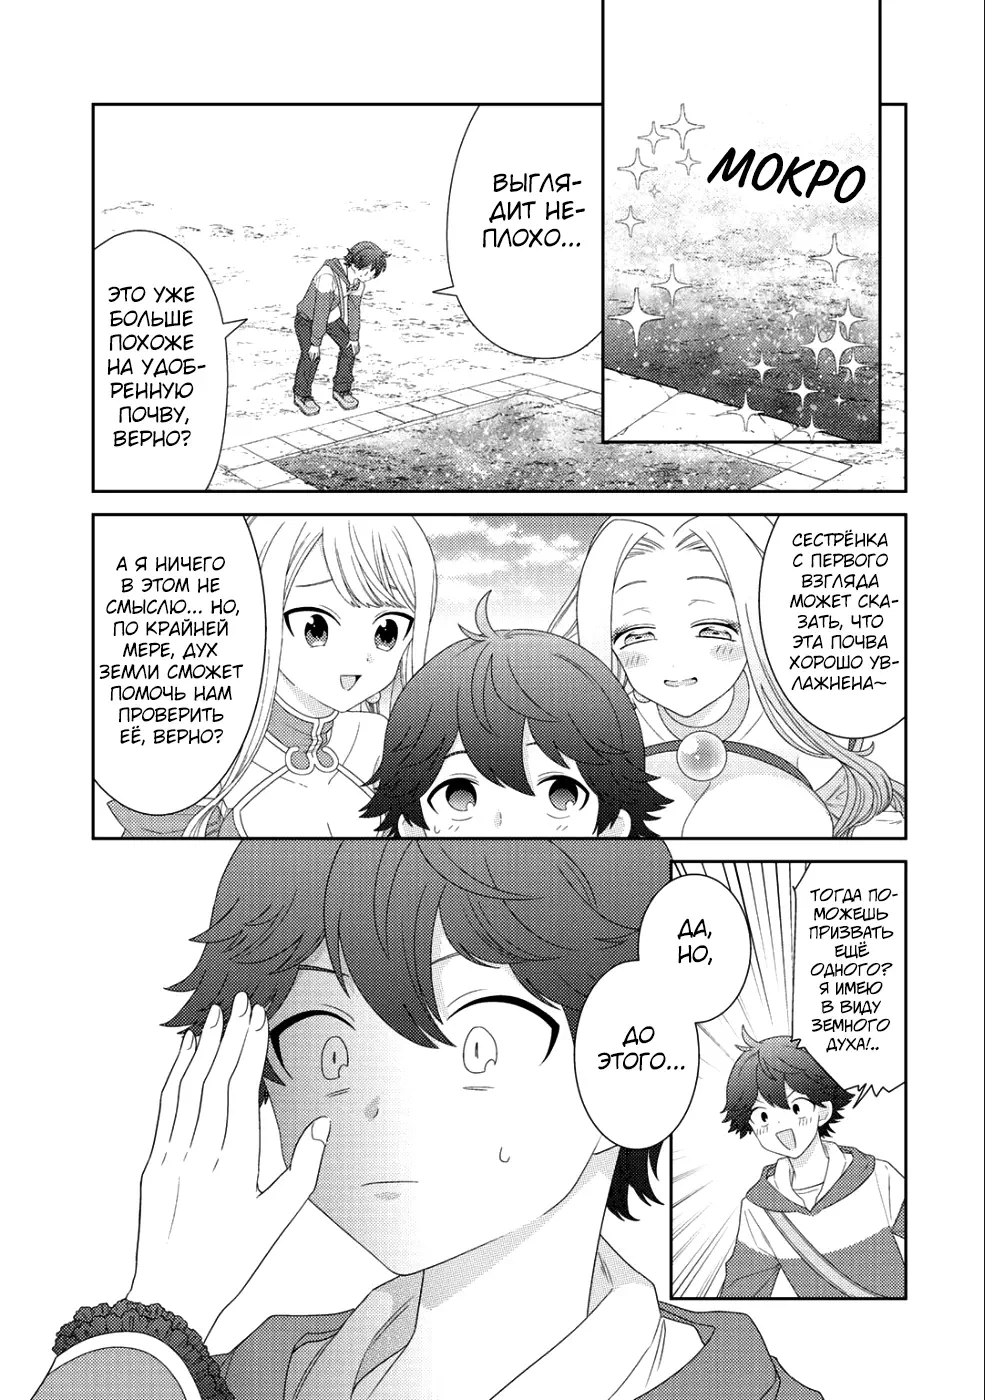 МОКРО
ВЫГЛЯ-
ДИТ НЕ-
ПЛОХО...
ЭТО УЖЕ
БОЛЬШЕ
ПОХОЖЕ
НА УДОБ-
РЕННУЮ
ПОЧВУ,
ВЕРНО?
СЕСТРЁНКА
С ПЕРВОГО
ВЗГЛЯДА
МОЖЕТ СКА-
ЗАТЬ, ЧТО
ЭТА ПОЧВА
ХОРОШО УВ-
ЛАЖНЕНА~
А Я НИЧЕГО
В ЭТОМ НЕ
СМЫСЛЮ... НО,
ПО КРАЙНЕЙ
МЕРЕ, ДУХ
ЗЕМЛИ СМОЖЕТ
ПОМОЧЬ НАМ
ПРОВЕРИТЬ
ЕЁ, ВЕРНО?
ТОГДА ПО-
МОЖЕШЬ
ПРИЗВАТЬ
ЕЩЁ
ОДНОГО?
Я ИМЕЮ
В ВИДУ
ЗЕМНОГО
ДУХА!..
ДА,
НО,
ДО
ЭТОГО...